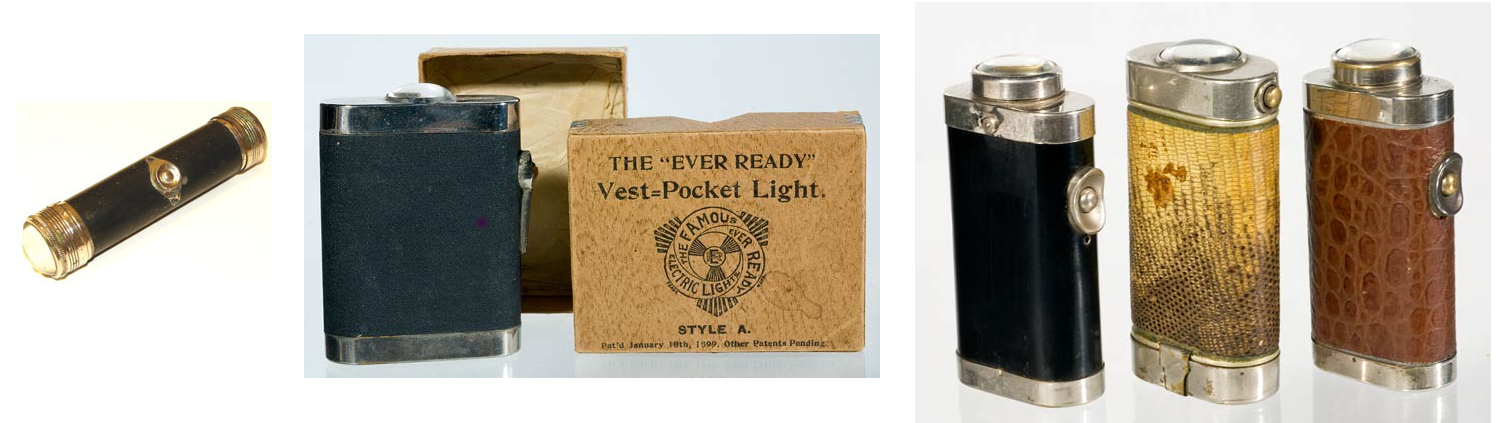 THE "EVER READY"
Vest=Pocket Light.
THE FAMOUS EVER READY
ELECTRIC LIGHTS
STYLE A.
Pat'd January 10th, 1899. Other Patents Pending.